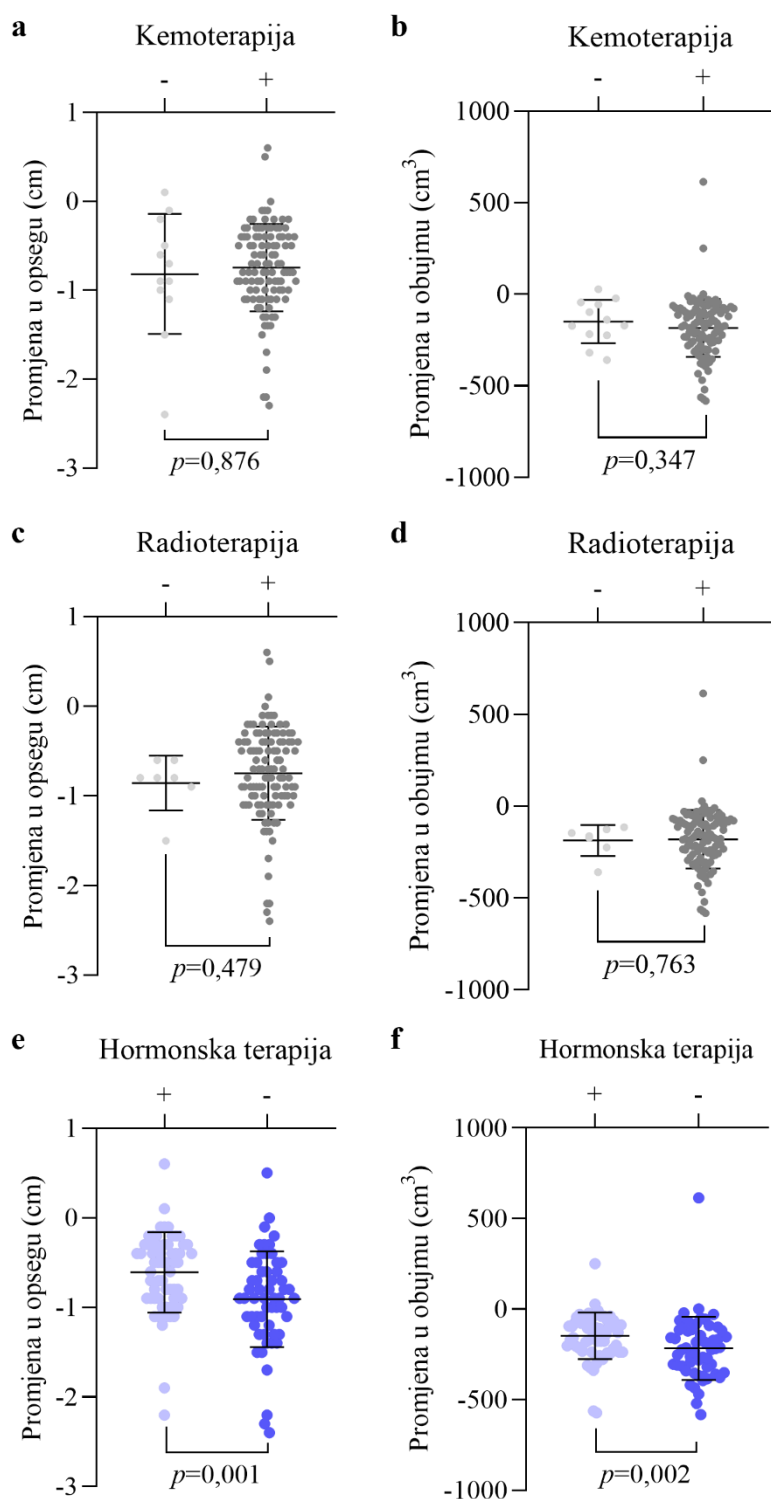 a
Kemoterapija
- +
Promjena u opsegu (cm)
1
0
-1
-2
-3
p=0,876
b
Kemoterapija
- +
Promjena u obujmu (cm³)
1000
500
0
-500
-1000
p=0,347
c
Radioterapija
- +
Promjena u opsegu (cm)
1
0
-1
-2
-3
p=0,479
d
Radioterapija
- +
Promjena u obujmu (cm³)
1000
500
0
-500
-1000
p=0,763
e
Hormonska terapija
+ -
Promjena u opsegu (cm)
1
0
-1
-2
-3
p=0,001
f
Hormonska terapija
+ -
Promjena u obujmu (cm³)
1000
500
0
-500
-1000
p=0,002